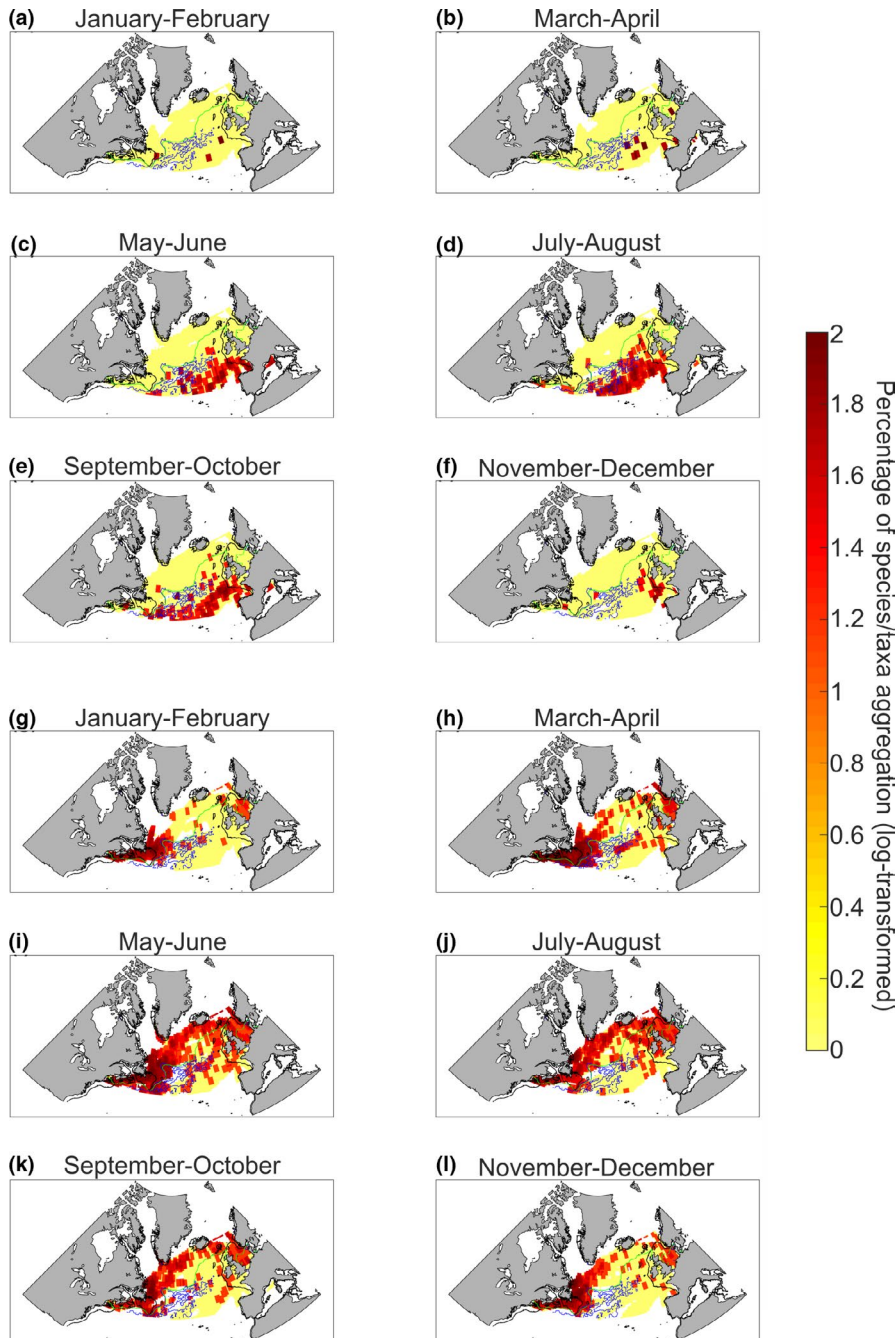 (a) January-February
(b) March-April
(c) May-June
(d) July-August
(e) September-October
(f) November-December
(g) January-February
(h) March-April
(i) May-June
(j) July-August
(k) September-October
(l) November-December
2
1.8
1.6
1.4
1.2
1
0.8
0.6
0.4
0.2
0
Percentage of species/taxa aggregation (log-transformed)